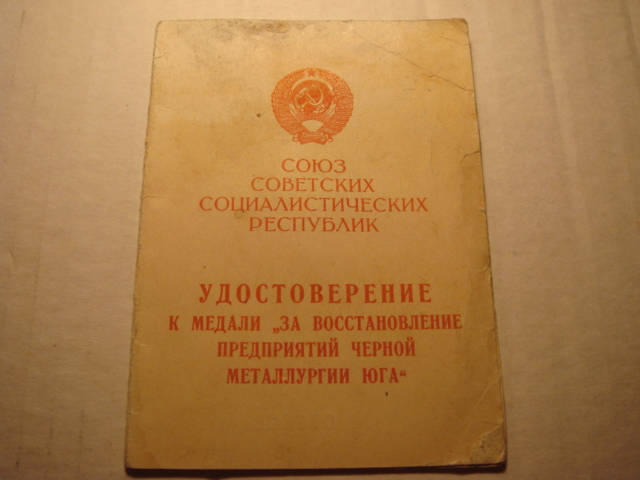 СОЮЗ
СОВЕТСКИХ
СОЦИАЛИСТИЧЕСКИХ
РЕСПУБЛИК
УДОСТОВЕРЕНИЕ
К МЕДАЛИ „ЗА ВОССТАНОВЛЕНИЕ
ПРЕДПРИЯТИЙ ЧЕРНОЙ
МЕТАЛЛУРГИИ ЮГА“